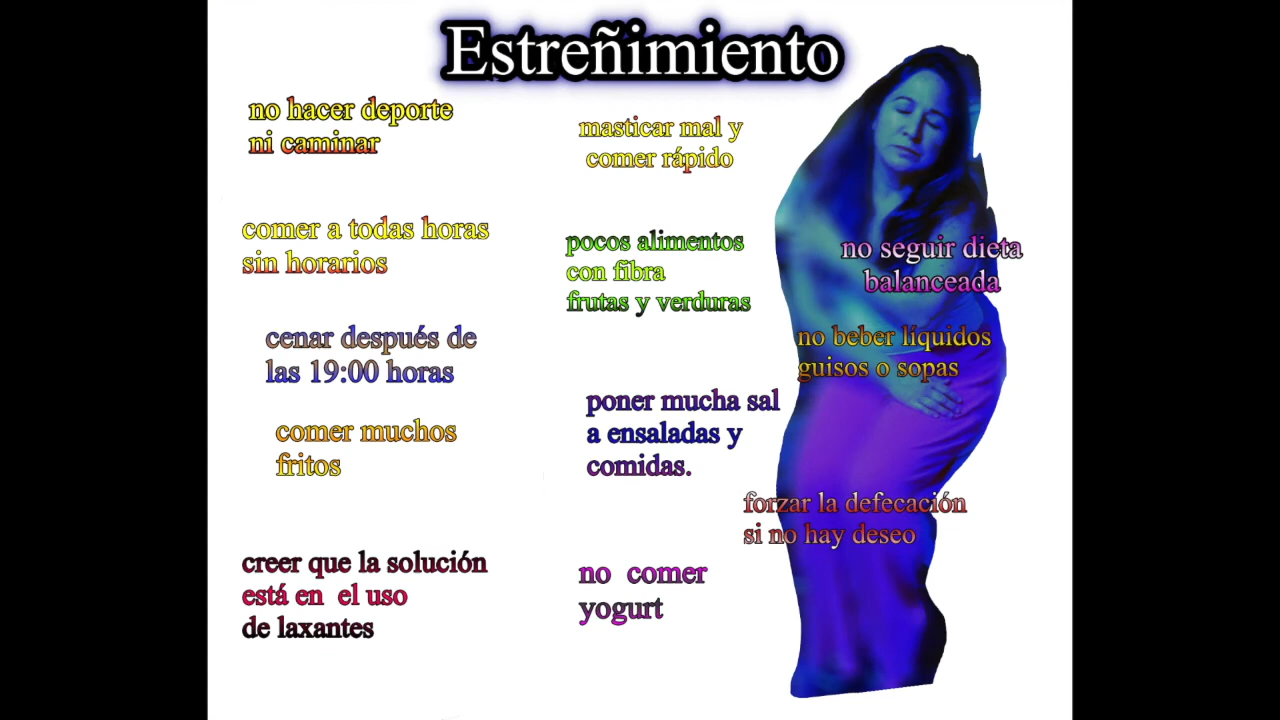 Estreñimiento
no hacer deporte
ni caminar
comer a todas horas
sin horarios
cenar después de
las 19:00 horas
comer muchos
fritos
creer que la solución
está en  el uso
de laxantes
masticar mal y
comer rápido
pocos alimentos
con fibra
frutas y verduras
poner mucha sal
a ensaladas y
comidas.
no  comer
yogurt
no seguir dieta
balanceada
no beber líquidos
guisos o sopas
forzar la defecación
si no hay deseo